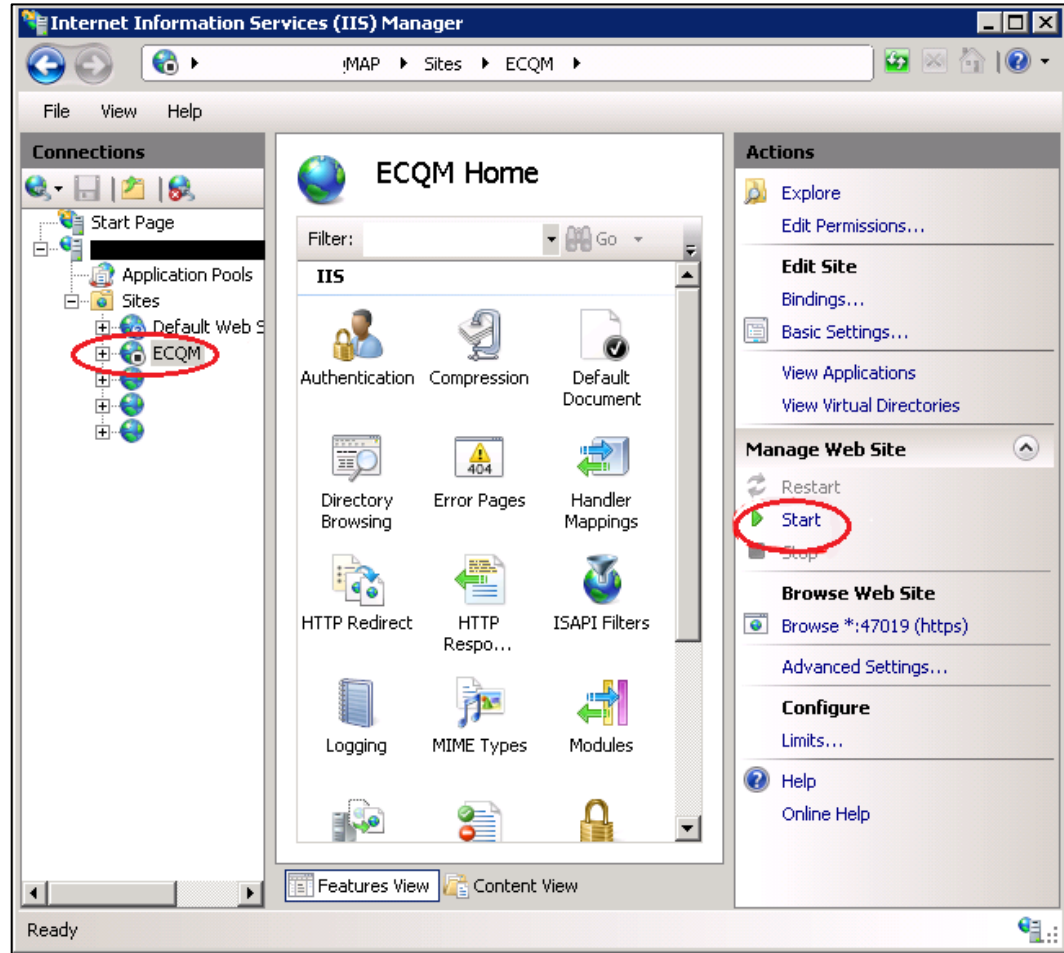 Internet Information Services (IIS) Manager
MAP Sites ECQM
File View Help
Connections
Start Page
Application Pools
Sites
Default Web S
ECQM
ECQM Home
Filter:
Go
IIS
Authentication
Compression
Default
Document
Directory
Browsing
Error Pages
404
Handler
Mappings
HTTP Redirect
HTTP
Respo...
ISAPI Filters
Logging
MIME Types
Modules
Features View
Content View
Actions
Explore
Edit Permissions...
Edit Site
Bindings...
Basic Settings...
View Applications
View Virtual Directories
Manage Web Site
Restart
Start
Stop
Browse Web Site
Browse *:47019 (https)
Advanced Settings...
Configure
Limits...
Help
Online Help
Ready